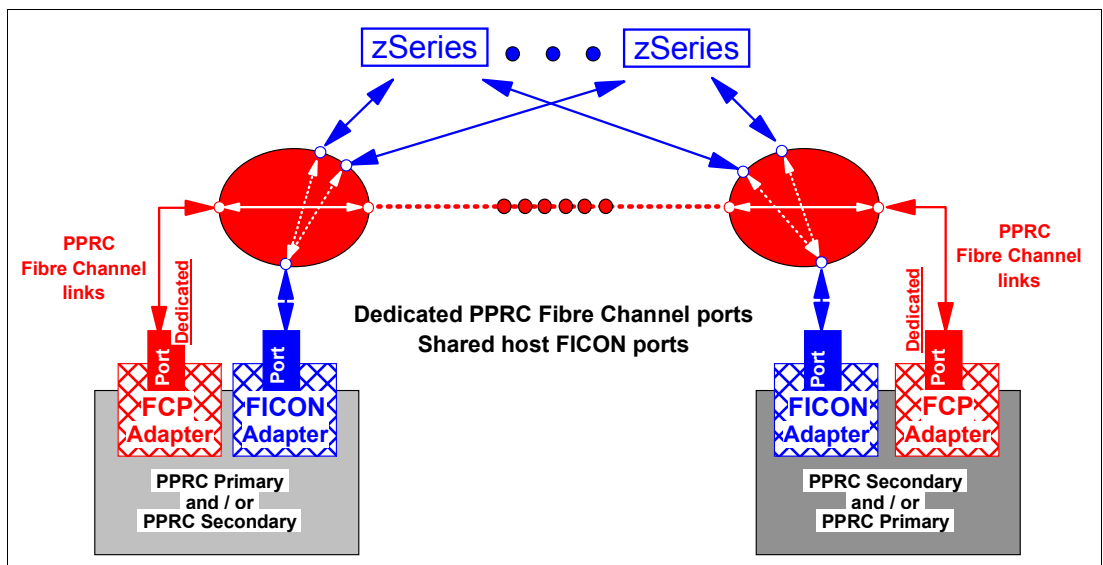 zSeries
zSeries
PPRC
Fibre Channel
links
Dedicated
PPRC
Fibre Channel
links
Dedicated
Dedicated PPRC Fibre Channel ports
Shared host FICON ports
Port
Port
Port
Port
FCP
Adapter
FICON
Adapter
FICON
Adapter
FCP
Adapter
PPRC Primary
and / or
PPRC Secondary
PPRC Secondary
and / or
PPRC Primary